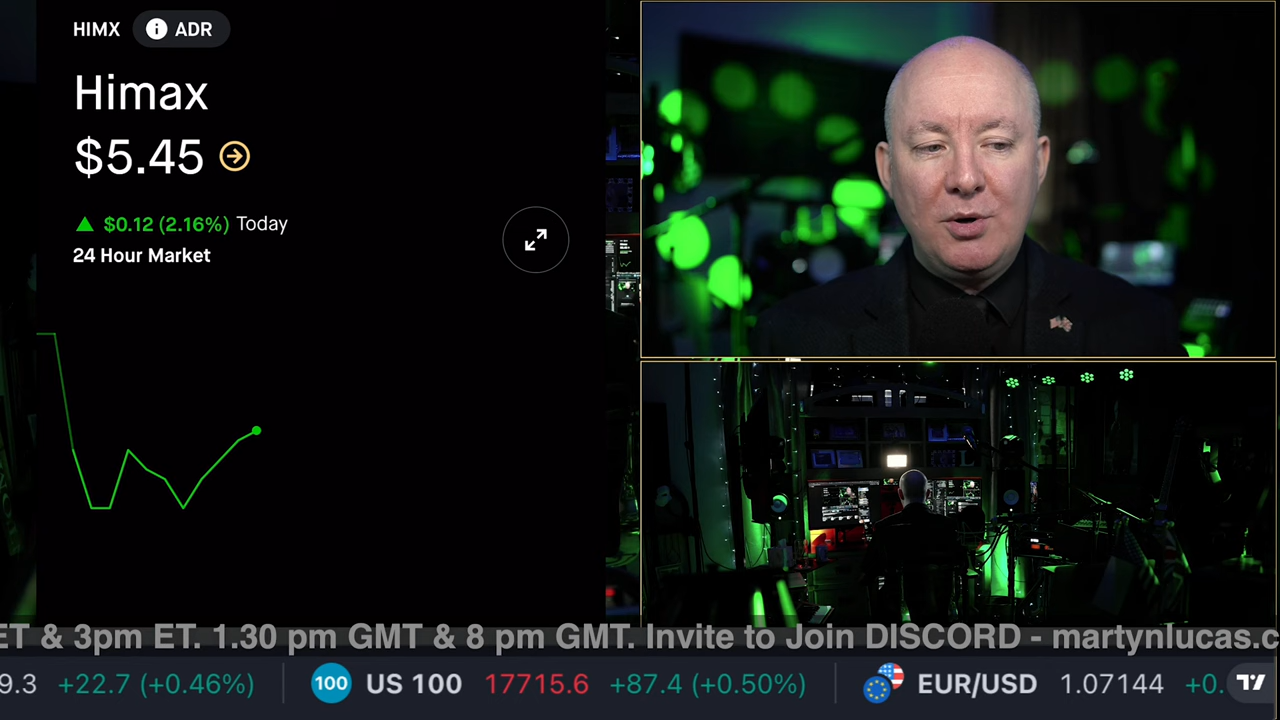 HIMX ADR
Himax
$5.45
$0.12 (2.16%) Today
24 Hour Market
ET & 3pm ET. 1.30 pm GMT & 8 pm GMT. Invite to Join DISCORD - martynlucas.c
9.3 +22.7 (+0.46%) 100 US 100 17715.6 +87.4 (+0.50%) EUR/USD 1.07144 +0.